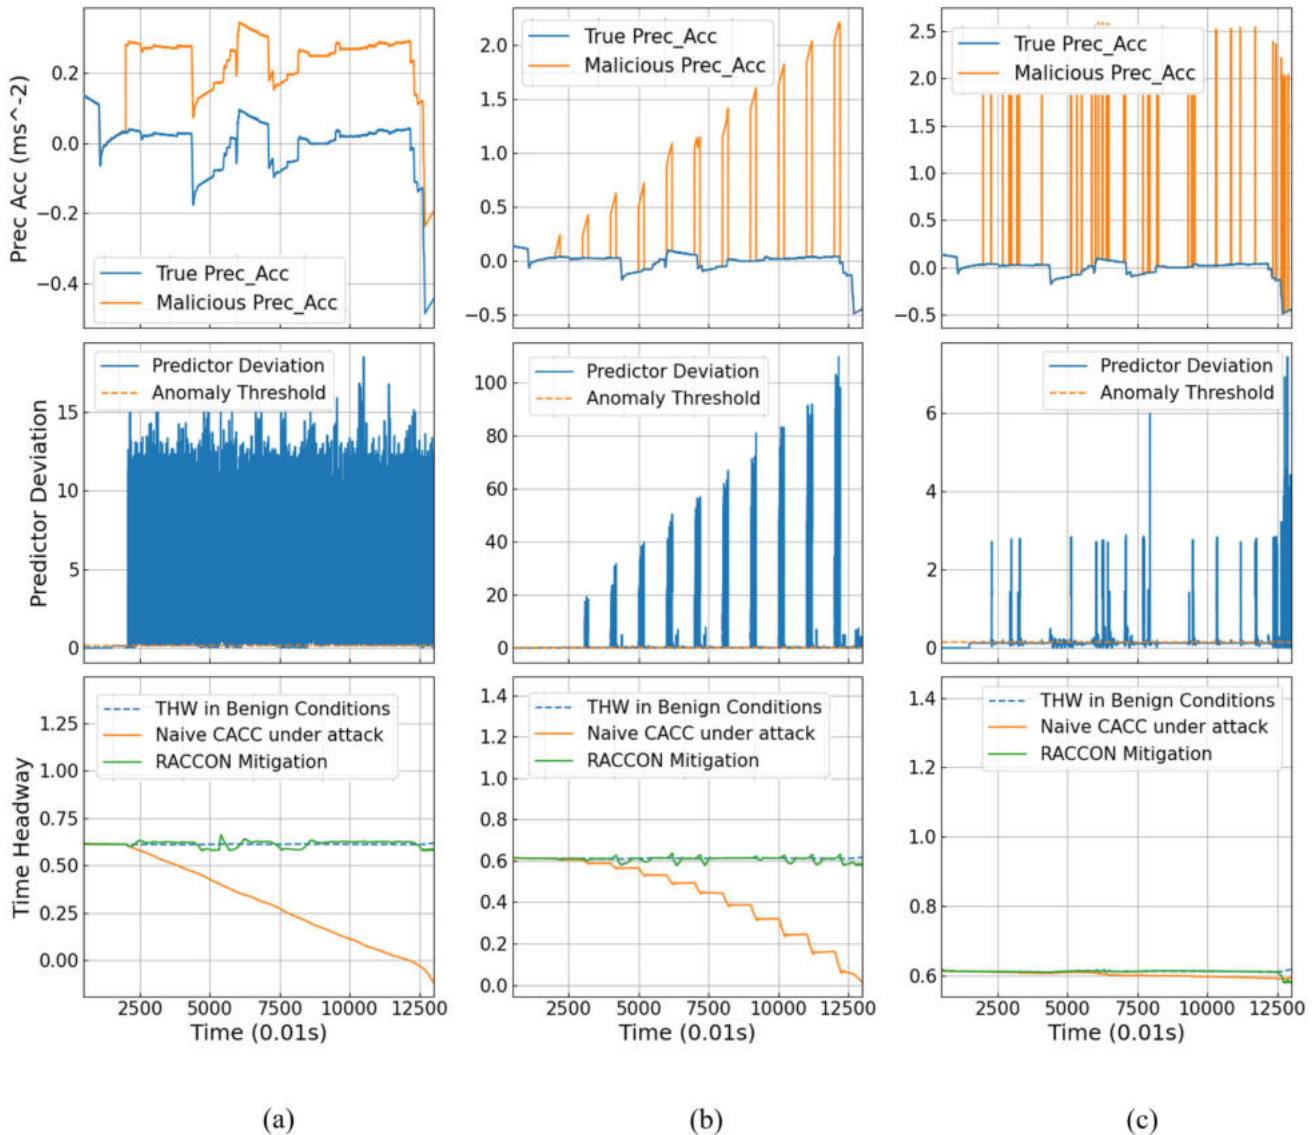 Prec Acc (ms^-2)
0.2
0.0
−0.2
−0.4
True Prec_Acc
Malicious Prec_Acc
2.0
1.5
1.0
0.5
0.0
−0.5
True Prec_Acc
Malicious Prec_Acc
2.5
2.0
1.5
1.0
0.5
0.0
−0.5
True Prec_Acc
Malicious Prec_Acc
Predictor Deviation
15
10
5
0
Predictor Deviation
Anomaly Threshold
100
80
60
40
20
0
Predictor Deviation
Anomaly Threshold
6
4
2
0
Predictor Deviation
Anomaly Threshold
Time Headway
1.25
1.00
0.75
0.50
0.25
0.00
THW in Benign Conditions
Naive CACC under attack
RACCON Mitigation
2500 5000 7500 10000 12500
Time (0.01s)
1.4
1.2
1.0
0.8
0.6
0.4
0.2
0.0
THW in Benign Conditions
Naive CACC under attack
RACCON Mitigation
2500 5000 7500 10000 12500
Time (0.01s)
1.4
1.2
1.0
0.8
0.6
THW in Benign Conditions
Naive CACC under attack
RACCON Mitigation
2500 5000 7500 10000 12500
Time (0.01s)
(a)
(b)
(c)